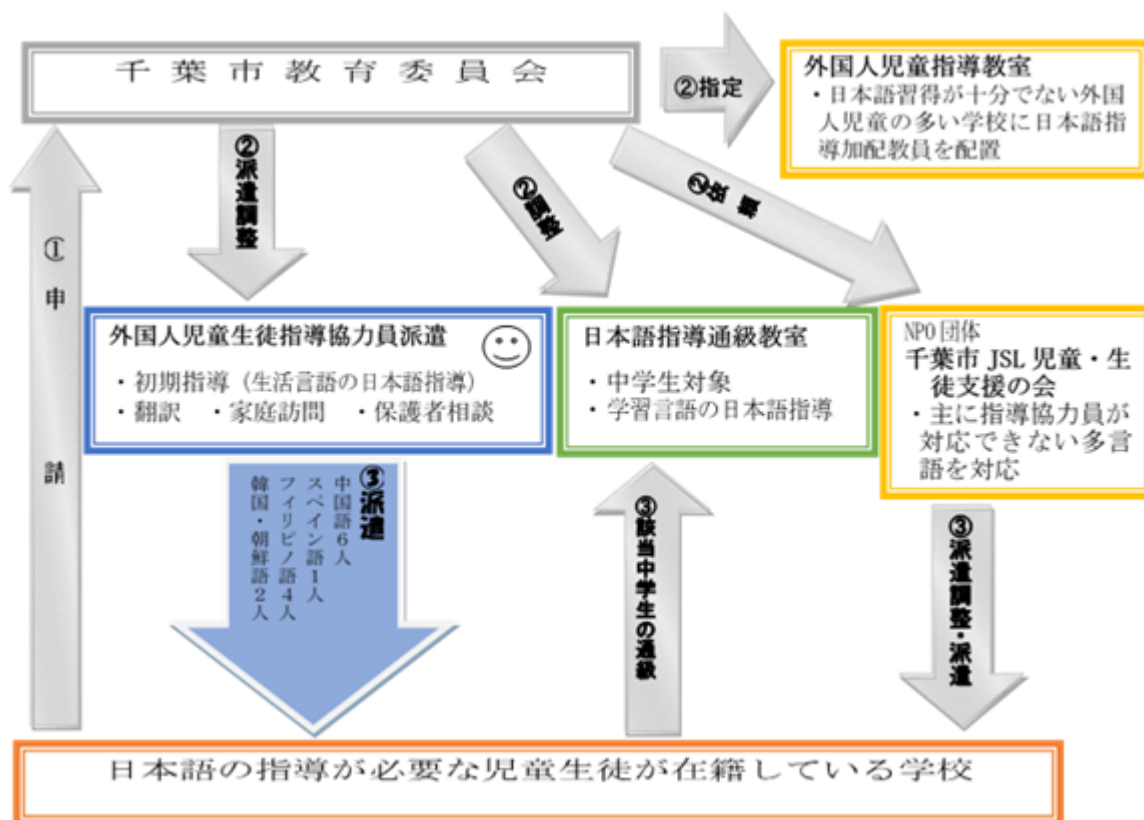 千葉市教育委員会
②指定
外国人児童指導教室
・日本語習得が十分でない外国
人児童の多い学校に日本語指
導加配教員を配置
①申請
②派遣調整
②調整
②依頼
外国人児童生徒指導協力員派遣
・初期指導（生活言語の日本語指導）
・翻訳　・家庭訪問　・保護者相談
日本語指導通級教室
・中学生対象
・学習言語の日本語指導
NPO団体
千葉市 JSL 児童・生
徒支援の会
・主に指導協力員が
対応できない多言
語を対応
③派遣
中国語6人
スペイン語1人
フィリピノ語4人
韓国・朝鮮語2人
③該当中学生の通級
③派遣調整・派遣
日本語の指導が必要な児童生徒が在籍している学校